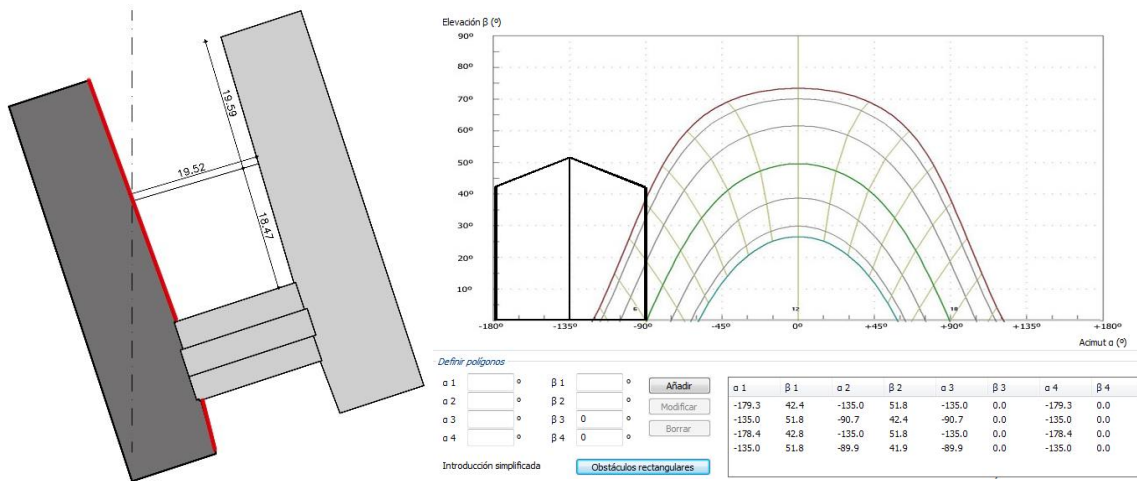 19.59
19.52
18.47
Elevación β (º)
90º
80º
70º
60º
50º
40º
30º
20º
10º
6
12
18
-180º -135º -90º -45º 0º +45º +90º +135º +180º
Acimut α (º)
Definir polígonos
α 1 º β 1 º Añadir
α 2 º β 2 º Modificar
α 3 º β 3 0 º Borrar
α 4 º β 4 0 º
Introducción simplificada Obstáculos rectangulares
α 1 β 1 α 2 β 2 α 3 β 3 α 4 β 4
-179.3 42.4 -135.0 51.8 -135.0 0.0 -179.3 0.0
-135.0 51.8 -90.7 42.4 -90.7 0.0 -135.0 0.0
-178.4 42.8 -135.0 51.8 -135.0 0.0 -178.4 0.0
-135.0 51.8 -89.9 41.9 -89.9 0.0 -135.0 0.0